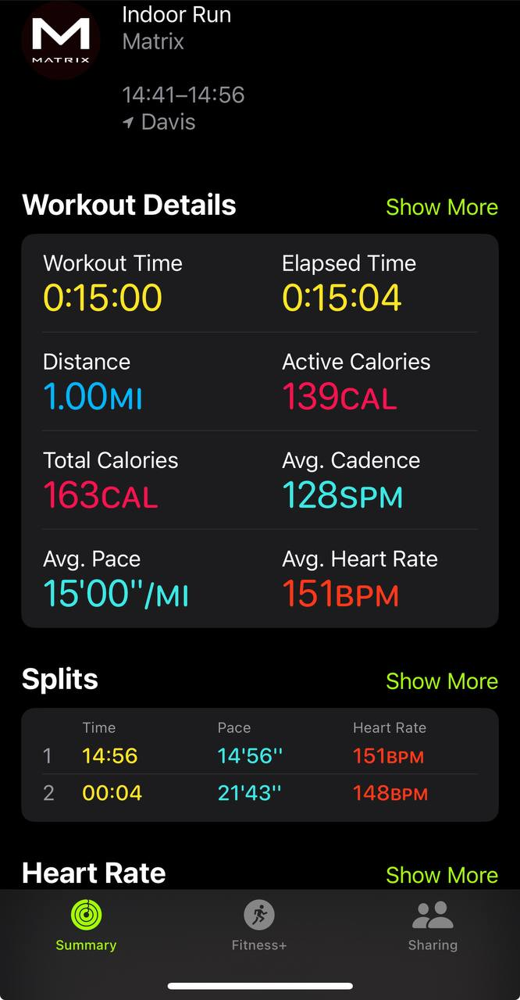 M
MATRIX
Indoor Run
Matrix
14:41–14:56
Davis
Workout Details Show More
Workout Time Elapsed Time
0:15:00 0:15:04
Distance Active Calories
1.00MI 139CAL
Total Calories Avg. Cadence
163CAL 128SPM
Avg. Pace Avg. Heart Rate
15'00"/MI 151BPM
Splits Show More
Time Pace Heart Rate
1 14:56 14'56'' 151BPM
2 00:04 21'43'' 148BPM
Heart Rate Show More
Summary Fitness+ Sharing